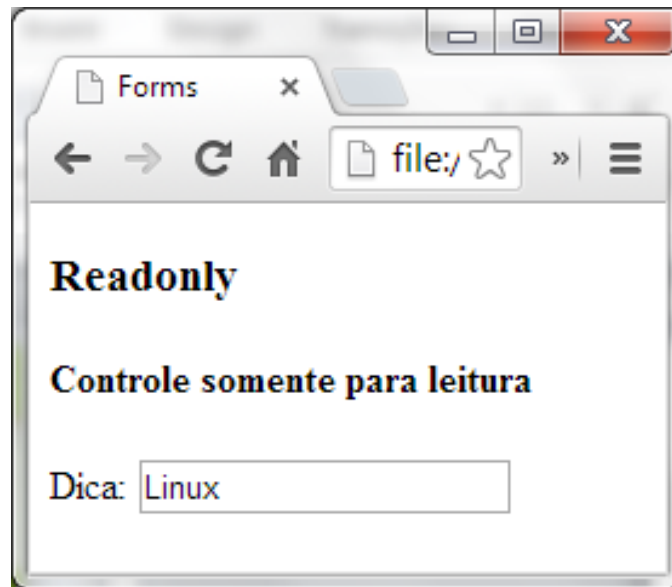 Forms
file:/
Readonly
Controle somente para leitura
Dica: Linux